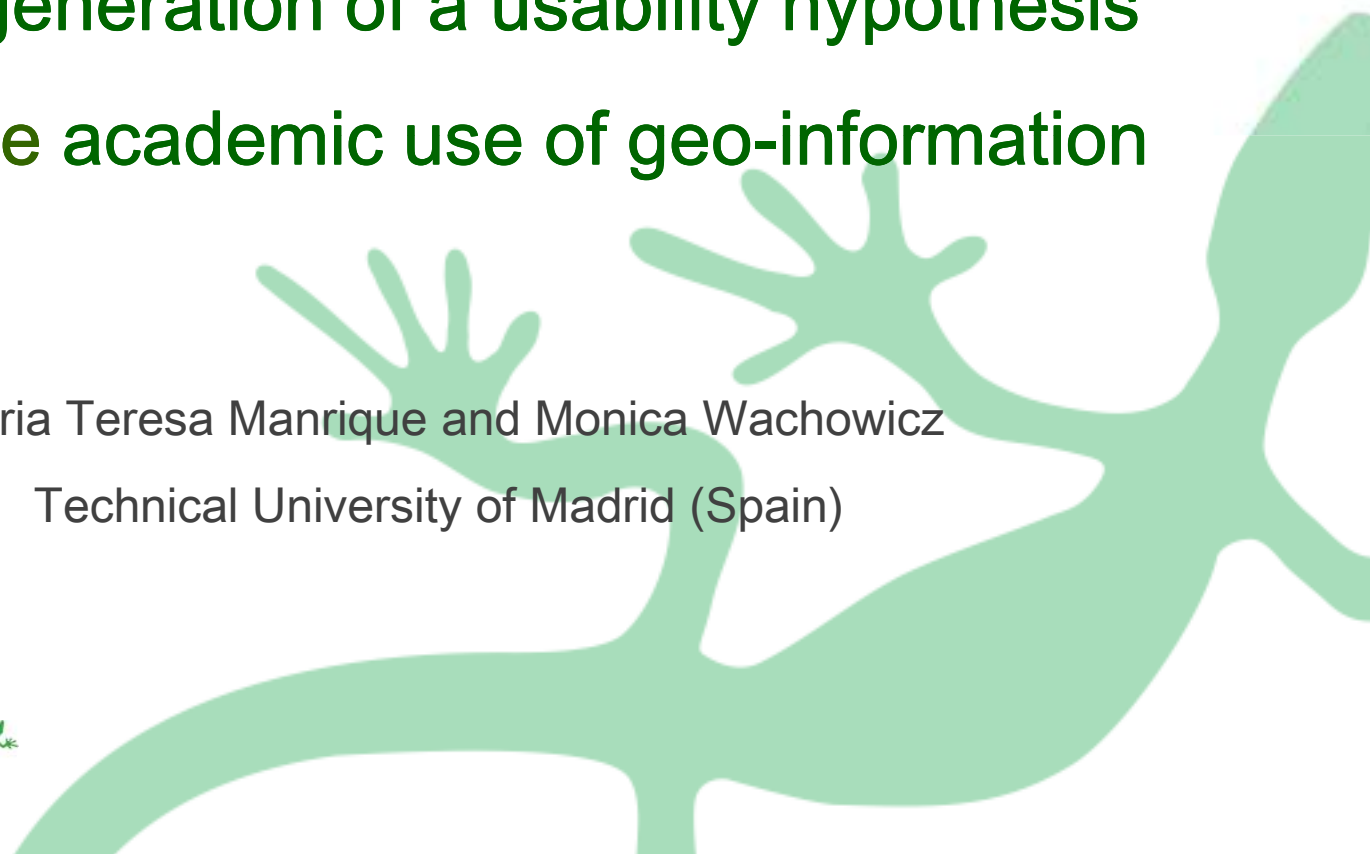 generation of a usability hypothesis
e academic use of geo-information
ria Teresa Manrique and Monica Wachowicz
Technical University of Madrid (Spain)